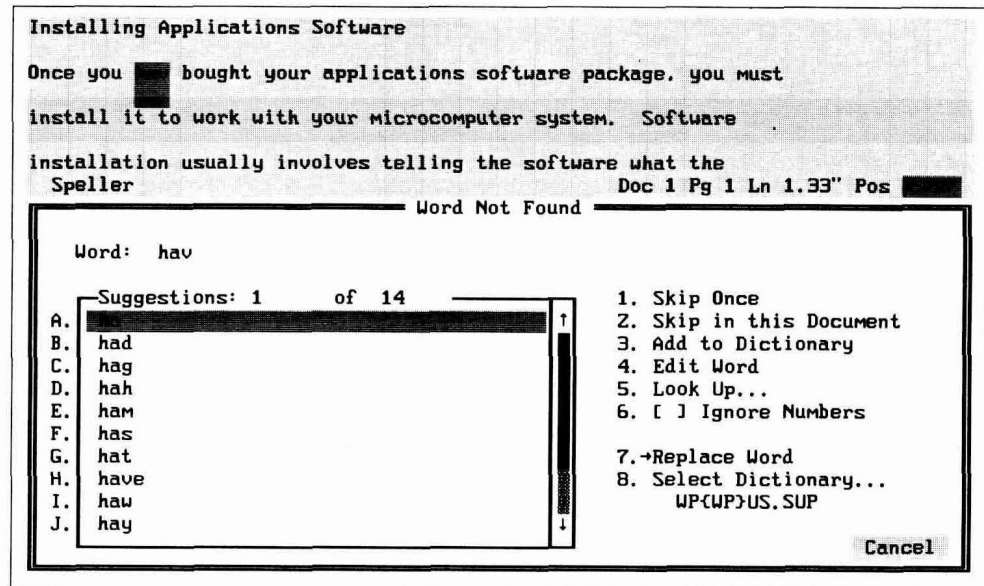 Installing Applications Software
Once you bought your applications software package. you must
install it to work with your microcomputer system. Software
installation usually involves telling the software what the
Speller Doc 1 Pg 1 Ln 1.33" Pos
Word Not Found
Word: hav
Suggestions: 1 of 14
A.
B. had
C. hag
D. hah
E. ham
F. has
G. hat
H. have
I. haw
J. hay
↑
↓
1. Skip Once
2. Skip in this Document
3. Add to Dictionary
4. Edit Word
5. Look Up...
6. [ ] Ignore Numbers
7.→Replace Word
8. Select Dictionary...
WP{WP}US.SUP
Cancel